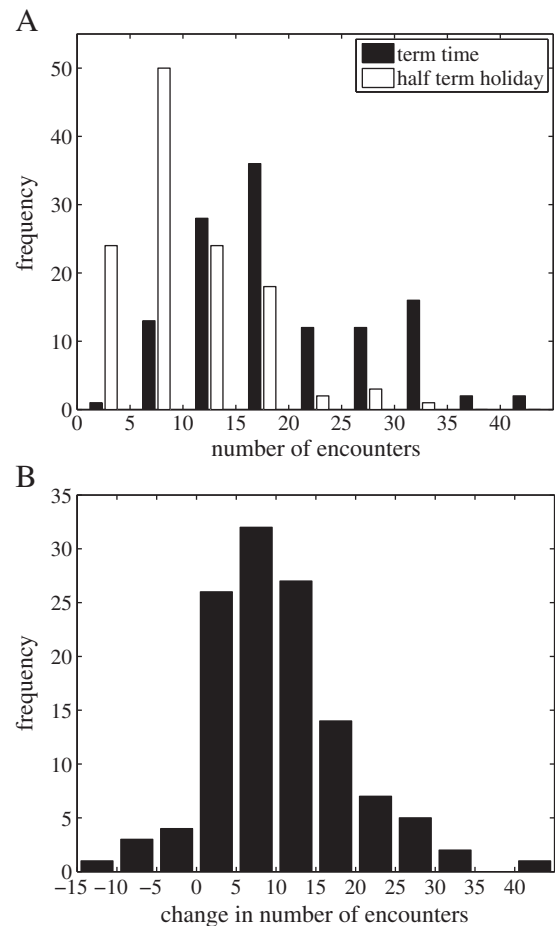 A
term time
half term holiday
50
40
30
20
10
0
frequency
0 5 10 15 20 25 30 35 40
number of encounters
B
35
30
25
20
15
10
5
0
frequency
−15 −10 −5 0 5 10 15 20 25 30 35 40
change in number of encounters